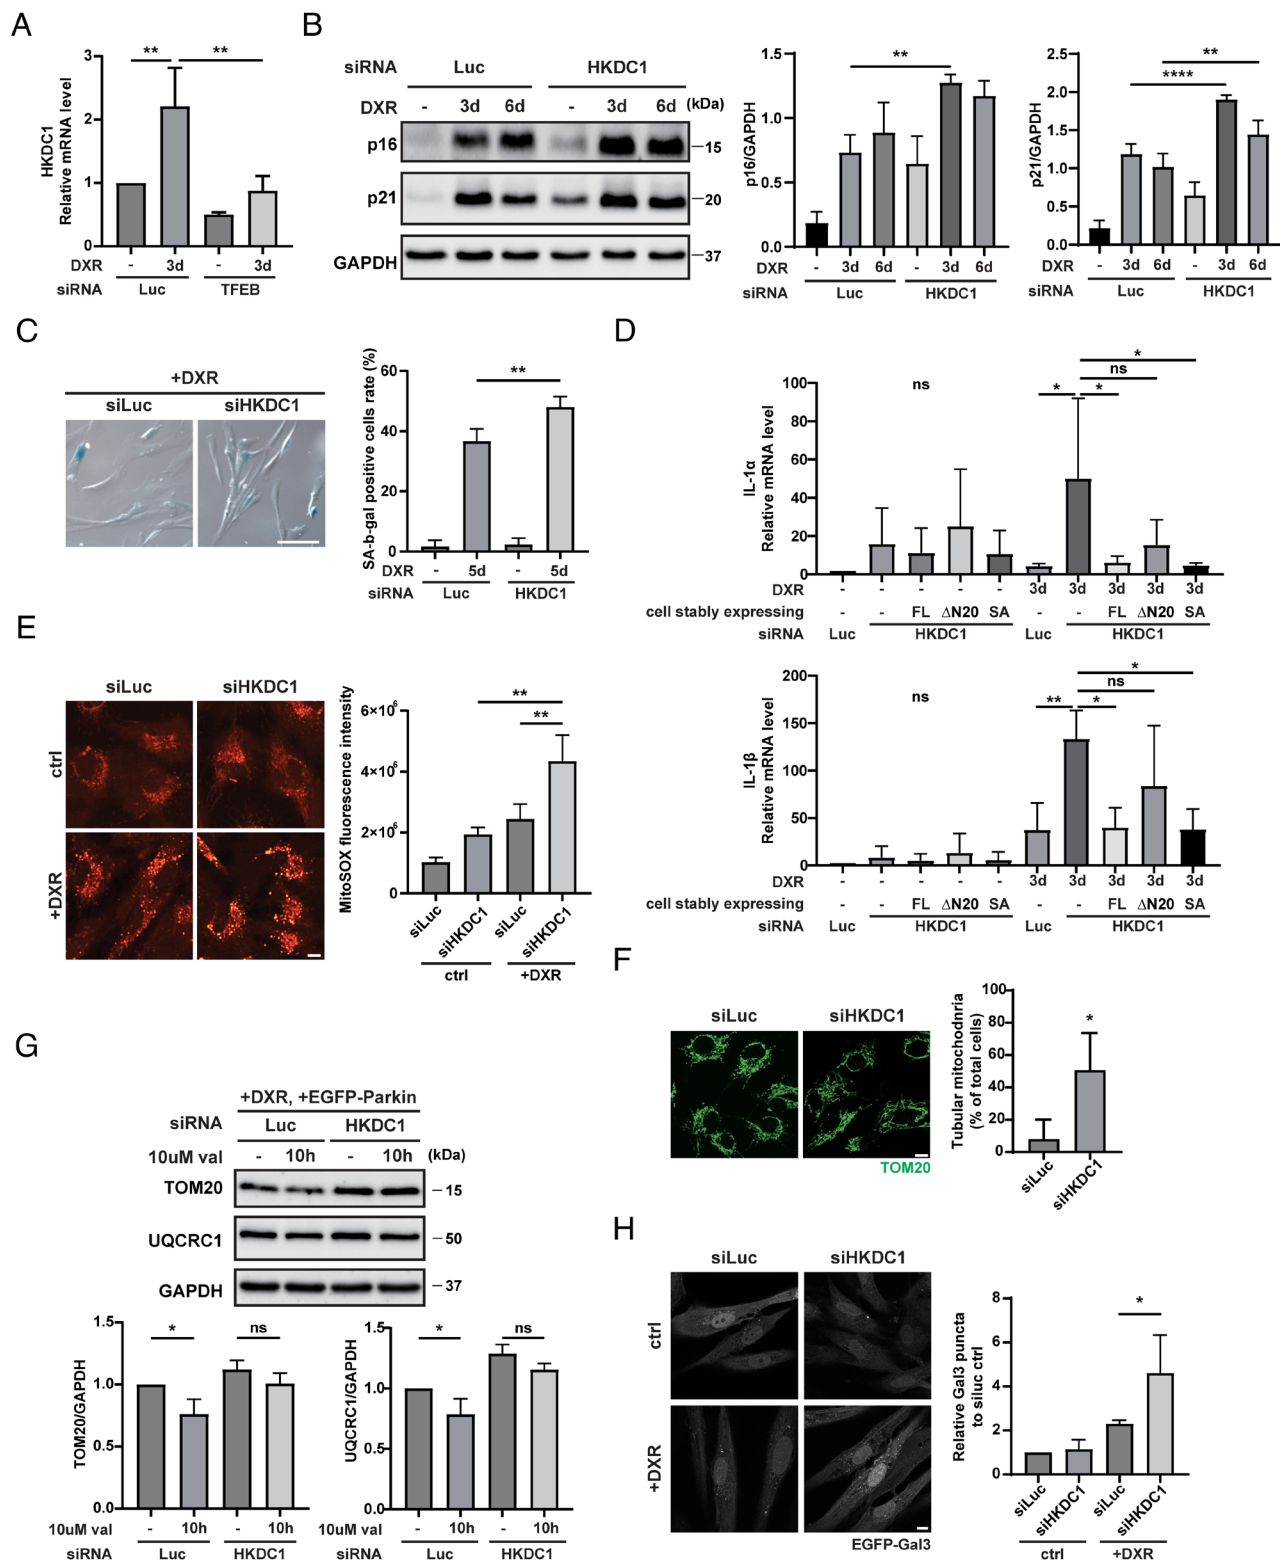 A
HKDC1
Relative mRNA level
3
2
1
0
**
**
DXR - 3d - 3d
siRNA Luc TFEB
B
siRNA Luc HKDC1
DXR - 3d 6d - 3d 6d (kDa)
p16 15
p21 20
GAPDH 37
p16/GAPDH
1.5
1.0
0.5
0.0
**
DXR - 3d 6d - 3d 6d
siRNA Luc HKDC1
p21/GAPDH
2.5
2.0
1.5
1.0
0.5
0.0
**
****
DXR - 3d 6d - 3d 6d
siRNA Luc HKDC1
C
+DXR
siLuc siHKDC1
SA-b-gal positive cells rate (%)
60
40
20
0
**
DXR - 5d - 5d
siRNA Luc HKDC1
D
IL-1α
Relative mRNA level
100
80
60
40
20
0
ns
*
ns
* *
DXR - - - - - 3d 3d 3d 3d 3d
cell stably expressing - - FL ΔN20 SA - - FL ΔN20 SA
siRNA Luc HKDC1 Luc HKDC1
IL-1β
Relative mRNA level
200
150
100
50
0
ns
*
ns
** *
DXR - - - - - 3d 3d 3d 3d 3d
cell stably expressing - - FL ΔN20 SA - - FL ΔN20 SA
siRNA Luc HKDC1 Luc HKDC1
E
siLuc siHKDC1
ctrl
+DXR
MitoSOX fluorescence intensity
6×10⁶
4×10⁶
2×10⁶
0
**
**
siLuc siHKDC1 siLuc siHKDC1
ctrl +DXR
F
siLuc siHKDC1
TOM20
Tubular mitochodnria
(% of total cells)
100
80
60
40
20
0
*
siLuc siHKDC1
G
+DXR, +EGFP-Parkin
siRNA Luc HKDC1
10uM val - 10h - 10h (kDa)
TOM20 15
UQCRC1 50
GAPDH 37
TOM20/GAPDH
1.5
1.0
0.5
0.0
* ns
10uM val - 10h - 10h
siRNA Luc HKDC1
UQCRC1/GAPDH
1.5
1.0
0.5
0.0
* ns
10uM val - 10h - 10h
siRNA Luc HKDC1
H
siLuc siHKDC1
ctrl
+DXR
EGFP-Gal3
Relative Gal3 puncta
to siluc ctrl
8
6
4
2
0
*
siLuc siHKDC1 siLuc siHKDC1
ctrl +DXR